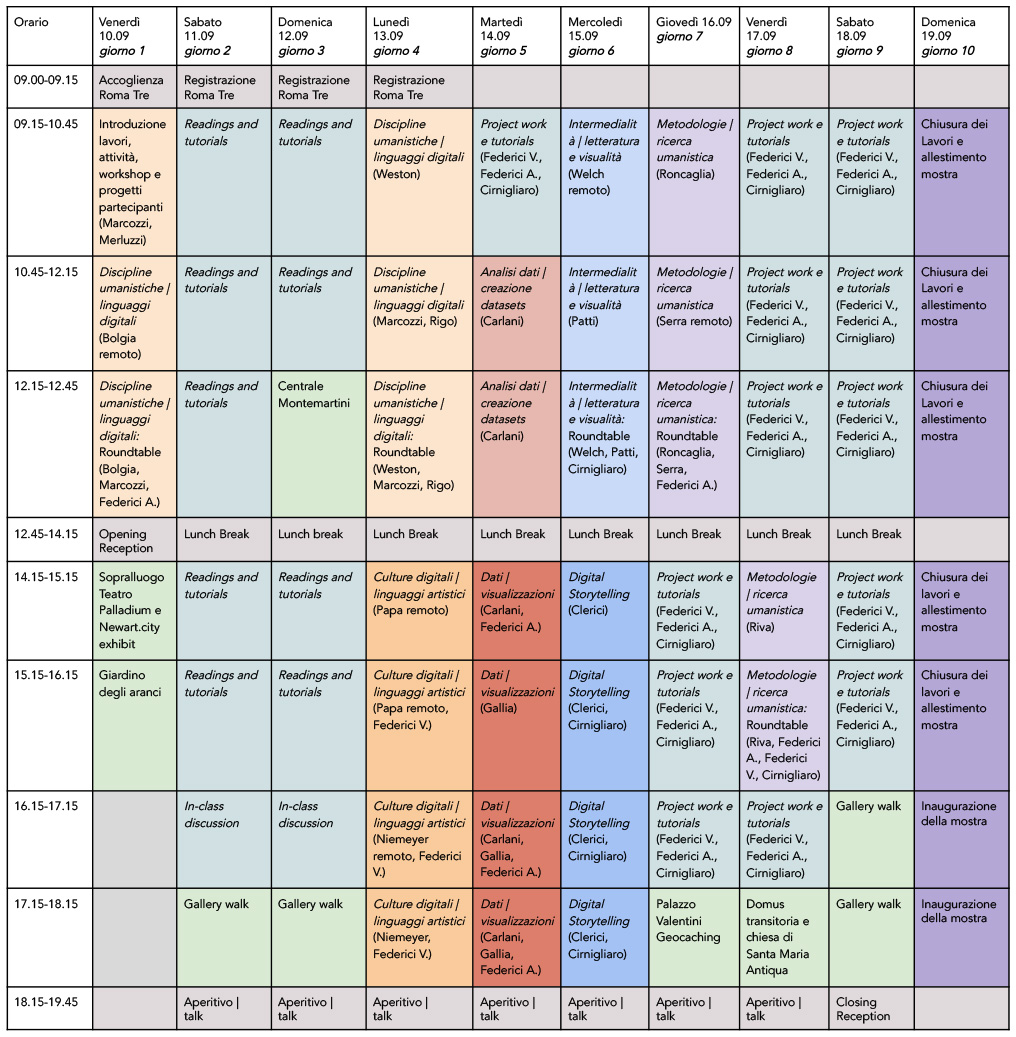 Orario
Venerdì
10.09
giorno 1
Sabato
11.09
giorno 2
Domenica
12.09
giorno 3
Lunedì
13.09
giorno 4
Martedì
14.09
giorno 5
Mercoledì
15.09
giorno 6
Giovedì 16.09
giorno 7
Venerdì
17.09
giorno 8
Sabato
18.09
giorno 9
Domenica
19.09
giorno 10
09.00-09.15
Accoglienza
Roma Tre
Registrazione
Roma Tre
Registrazione
Roma Tre
Registrazione
Roma Tre
09.15-10.45
Introduzione
lavori,
attività,
workshop e
progetti
partecipanti
(Marcozzi,
Merluzzi)
Readings and
tutorials
Readings and
tutorials
Discipline
umanistiche |
linguaggi digitali
(Weston)
Project work
e tutorials
(Federici V.,
Federici A.,
Cirnigliaro)
Intermedialit
à | letteratura
e visualità
(Welch
remoto)
Metodologie |
ricerca
umanistica
(Roncaglia)
Project work e
tutorials
(Federici V.,
Federici A.,
Cirnigliaro)
Project work
e tutorials
(Federici V.,
Federici A.,
Cirnigliaro)
Chiusura dei
Lavori e
allestimento
mostra
10.45-12.15
Discipline
umanistiche |
linguaggi
digitali
(Bolgia
remoto)
Readings and
tutorials
Readings and
tutorials
Discipline
umanistiche |
linguaggi digitali
(Marcozzi, Rigo)
Analisi dati |
creazione
datasets
(Carlani)
Intermedialit
à | letteratura
e visualità
(Patti)
Metodologie |
ricerca
umanistica
(Serra remoto)
Project work e
tutorials
(Federici V.,
Federici A.,
Cirnigliaro)
Project work
e tutorials
(Federici V.,
Federici A.,
Cirnigliaro)
Chiusura dei
Lavori e
allestimento
mostra
12.15-12.45
Discipline
umanistiche |
linguaggi
digitali:
Roundtable
(Bolgia,
Marcozzi,
Federici A.)
Readings and
tutorials
Centrale
Montemartini
Discipline
umanistiche |
linguaggi
digitali:
Roundtable
(Weston,
Marcozzi, Rigo)
Analisi dati |
creazione
datasets
(Carlani)
Intermedialit
à | letteratura
e visualità:
Roundtable
(Welch, Patti,
Cirnigliaro)
Metodologie |
ricerca
umanistica:
Roundtable
(Roncaglia,
Serra,
Federici A.)
Project work e
tutorials
(Federici V.,
Federici A.,
Cirnigliaro)
Project work
e tutorials
(Federici V.,
Federici A.,
Cirnigliaro)
Chiusura dei
Lavori e
allestimento
mostra
12.45-14.15
Opening
Reception
Lunch Break
Lunch break
Lunch Break
Lunch Break
Lunch Break
Lunch Break
Lunch Break
Lunch Break
14.15-15.15
Sopralluogo
Teatro
Palladium e
Newart.city
exhibit
Readings and
tutorials
Readings and
tutorials
Culture digitali |
linguaggi artistici
(Papa remoto)
Dati |
visualizzazioni
(Carlani,
Federici A.)
Digital
Storytelling
(Clerici)
Project work e
tutorials
(Federici V.,
Federici A.,
Cirnigliaro)
Metodologie
| ricerca
umanistica
(Riva)
Project work
e tutorials
(Federici V.,
Federici A.,
Cirnigliaro)
Chiusura dei
lavori e
allestimento
mostra
15.15-16.15
Giardino
degli aranci
Readings and
tutorials
Readings and
tutorials
Culture digitali |
linguaggi artistici
(Papa remoto,
Federici V.)
Dati |
visualizzazioni
(Gallia)
Digital
Storytelling
(Clerici,
Cirnigliaro)
Project work e
tutorials
(Federici V.,
Federici A.,
Cirnigliaro)
Metodologie
| ricerca
umanistica:
Roundtable
(Riva, Federici
A., Federici
V., Cirnigliaro)
Project work
e tutorials
(Federici V.,
Federici A.,
Cirnigliaro)
Chiusura dei
lavori e
allestimento
mostra
16.15-17.15
In-class
discussion
In-class
discussion
Culture digitali |
linguaggi artistici
(Niemeyer
remoto, Federici
V.)
Dati |
visualizzazioni
(Carlani,
Gallia,
Federici A.)
Digital
Storytelling
(Clerici,
Cirnigliaro)
Project work e
tutorials
(Federici V.,
Federici A.,
Cirnigliaro)
Project work e
tutorials
(Federici V.,
Federici A.,
Cirnigliaro)
Gallery walk
Inaugurazione
della mostra
17.15-18.15
Gallery walk
Gallery walk
Culture digitali |
linguaggi artistici
(Niemeyer,
Federici V.)
Dati |
visualizzazioni
(Carlani,
Gallia,
Federici A.)
Digital
Storytelling
(Clerici,
Cirnigliaro)
Palazzo
Valentini
Geocaching
Domus
transitoria e
chiesa di
Santa Maria
Antiqua
Gallery walk
Inaugurazione
della mostra
18.15-19.45
Aperitivo |
talk
Aperitivo |
talk
Aperitivo |
talk
Aperitivo |
talk
Aperitivo |
talk
Aperitivo |
talk
Aperitivo |
talk
Closing
Reception